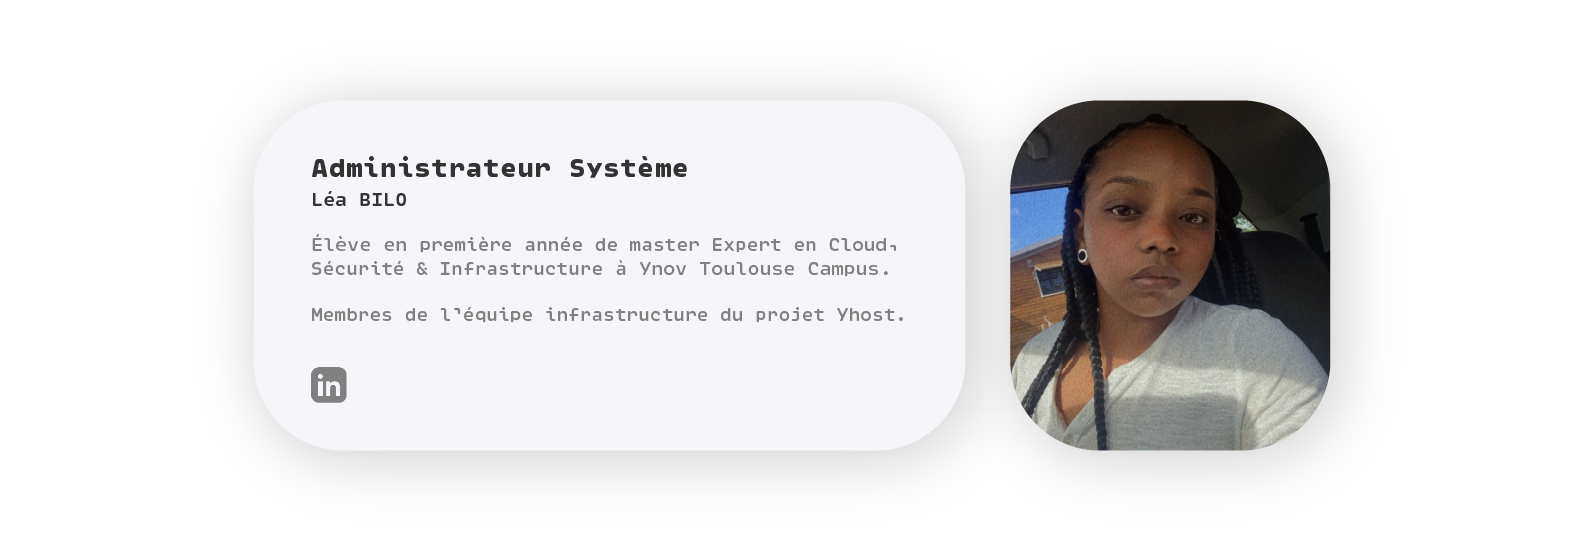 Administrateur Système
Léa BILO
Élève en première année de master Expert en Cloud,
Sécurité & Infrastructure à Ynov Toulouse Campus.
Membres de l'équipe infrastructure du projet Yhost.
in